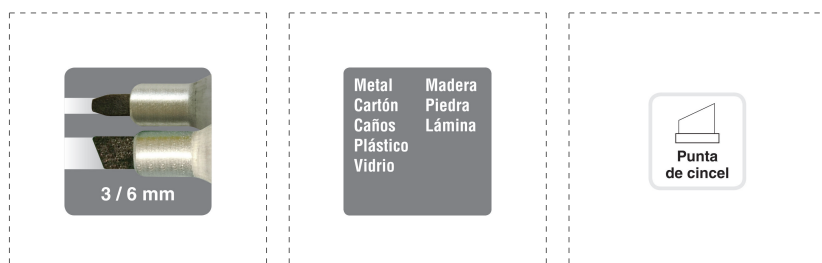 3 / 6 mm
Metal
Cartón
Caños
Plástico
Vidrio
Madera
Piedra
Lámina
Punta
de cincel